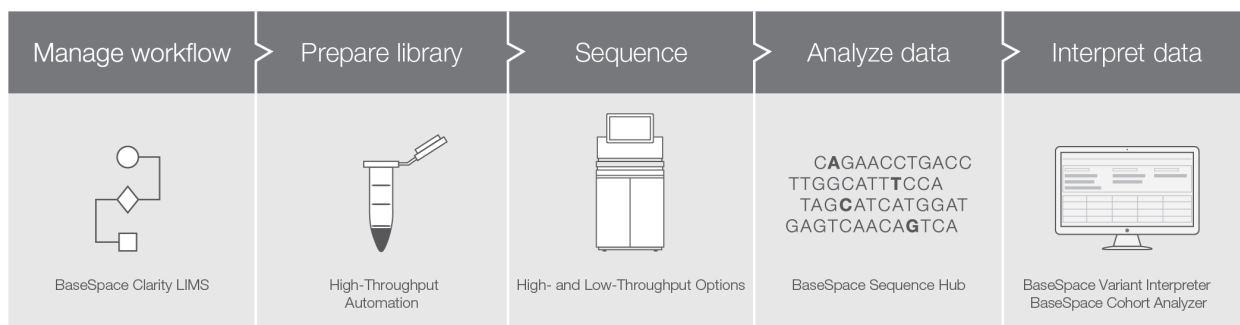 Manage workflow
Prepare library
Sequence
Analyze data
Interpret data
CAGAACCTGACC
TTGGCATTTCCA
TAGCATCATGGAT
GAGTCAACAGTCA
BaseSpace Clarity LIMS
High-Throughput
Automation
High- and Low-Throughput Options
BaseSpace Sequence Hub
BaseSpace Variant Interpreter
BaseSpace Cohort Analyzer